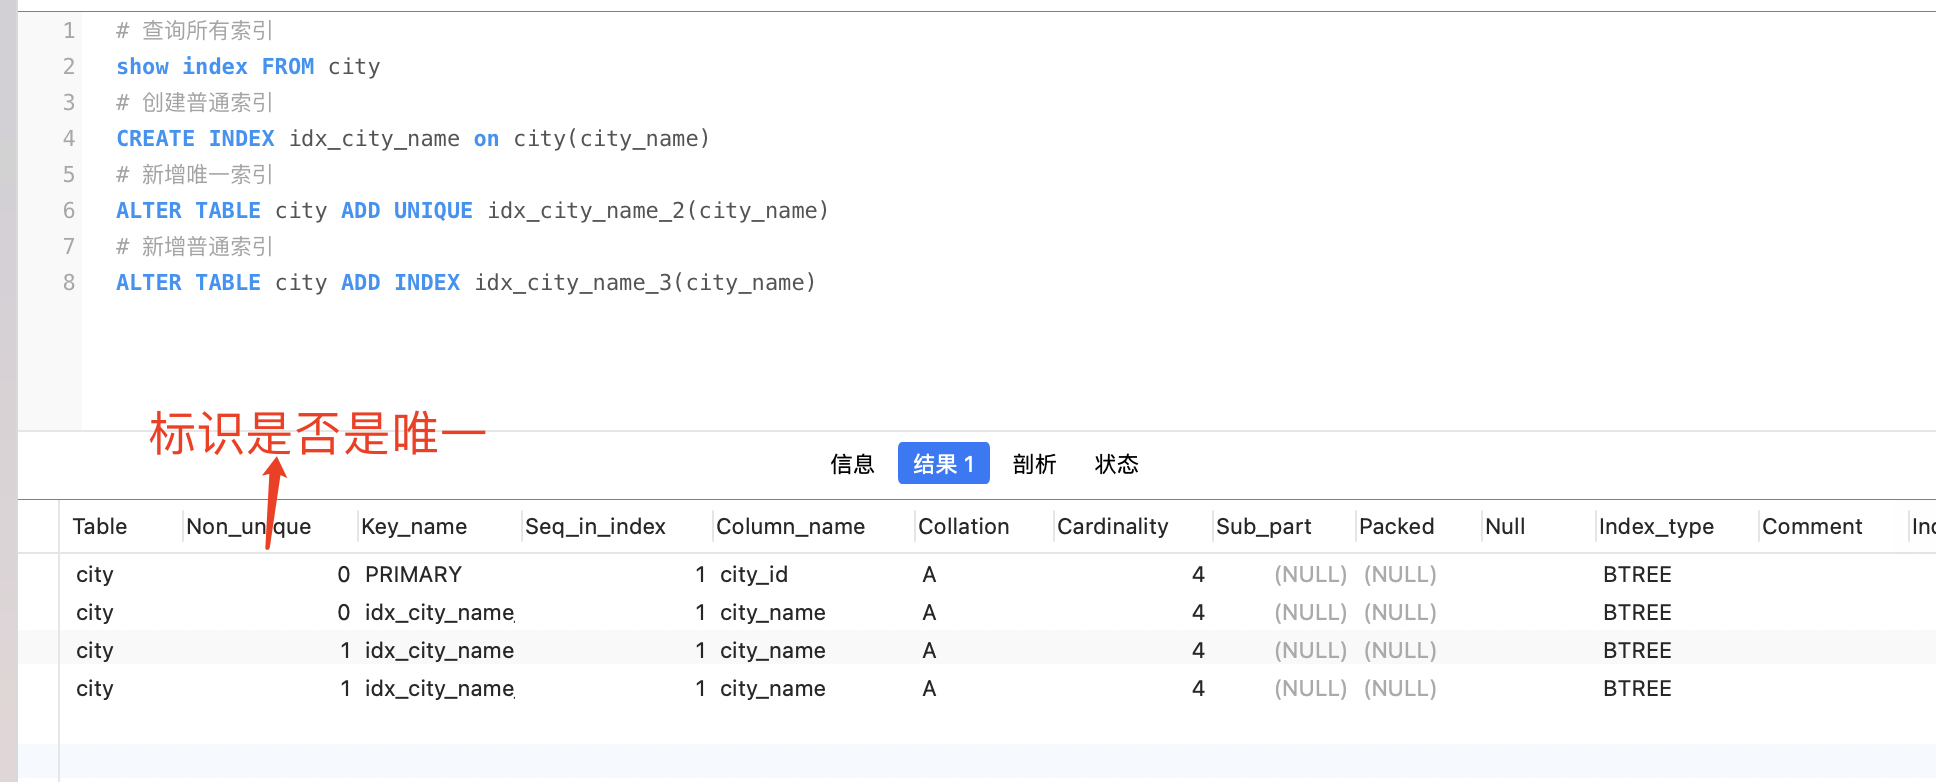 1 # 查询所有索引
2 show index FROM city
3 # 创建普通索引
4 CREATE INDEX idx_city_name on city(city_name)
5 # 新增唯一索引
6 ALTER TABLE city ADD UNIQUE idx_city_name_2(city_name)
7 # 新增普通索引
8 ALTER TABLE city ADD INDEX idx_city_name_3(city_name)
标识是否是唯一
信息 结果 1 剖析 状态
Table Non_unique Key_name Seq_in_index Column_name Collation Cardinality Sub_part Packed Null Index_type Comment
city 0 PRIMARY 1 city_id A 4 (NULL) (NULL) BTREE
city 0 idx_city_name_ 1 city_name A 4 (NULL) (NULL) BTREE
city 1 idx_city_name 1 city_name A 4 (NULL) (NULL) BTREE
city 1 idx_city_name_ 1 city_name A 4 (NULL) (NULL) BTREE